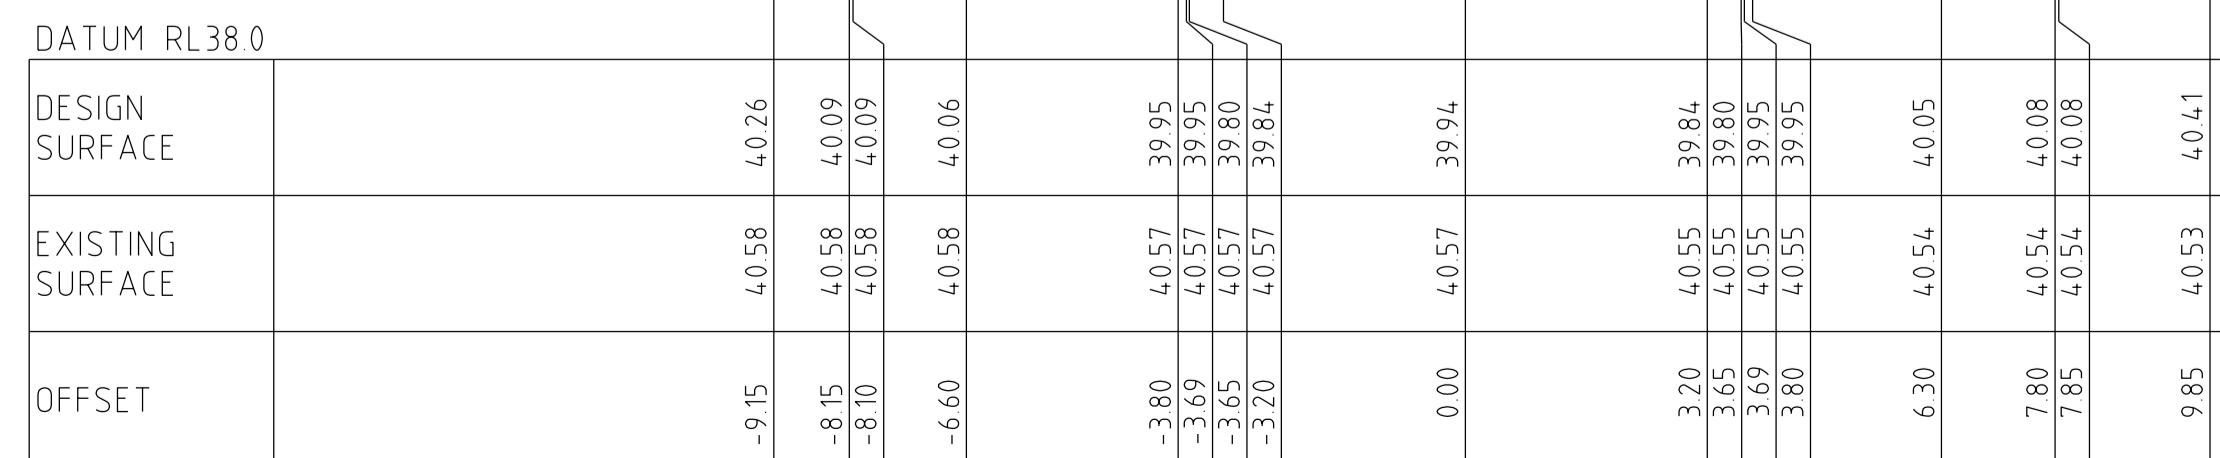 DATUM RL38.0
DESIGN SURFACE 40.26 40.09 40.09 40.06 39.95 39.95 39.80 39.84 39.94 39.84 39.80 39.95 39.95 40.05 40.08 40.08 40.41
EXISTING SURFACE 40.58 40.58 40.58 40.58 40.57 40.57 40.57 40.57 40.57 40.55 40.55 40.55 40.55 40.54 40.54 40.54 40.53
OFFSET -9.15 -8.15 -8.10 -6.60 -3.80 -3.69 -3.65 -3.20 0.00 3.20 3.65 3.69 3.80 6.30 7.80 7.85 9.85